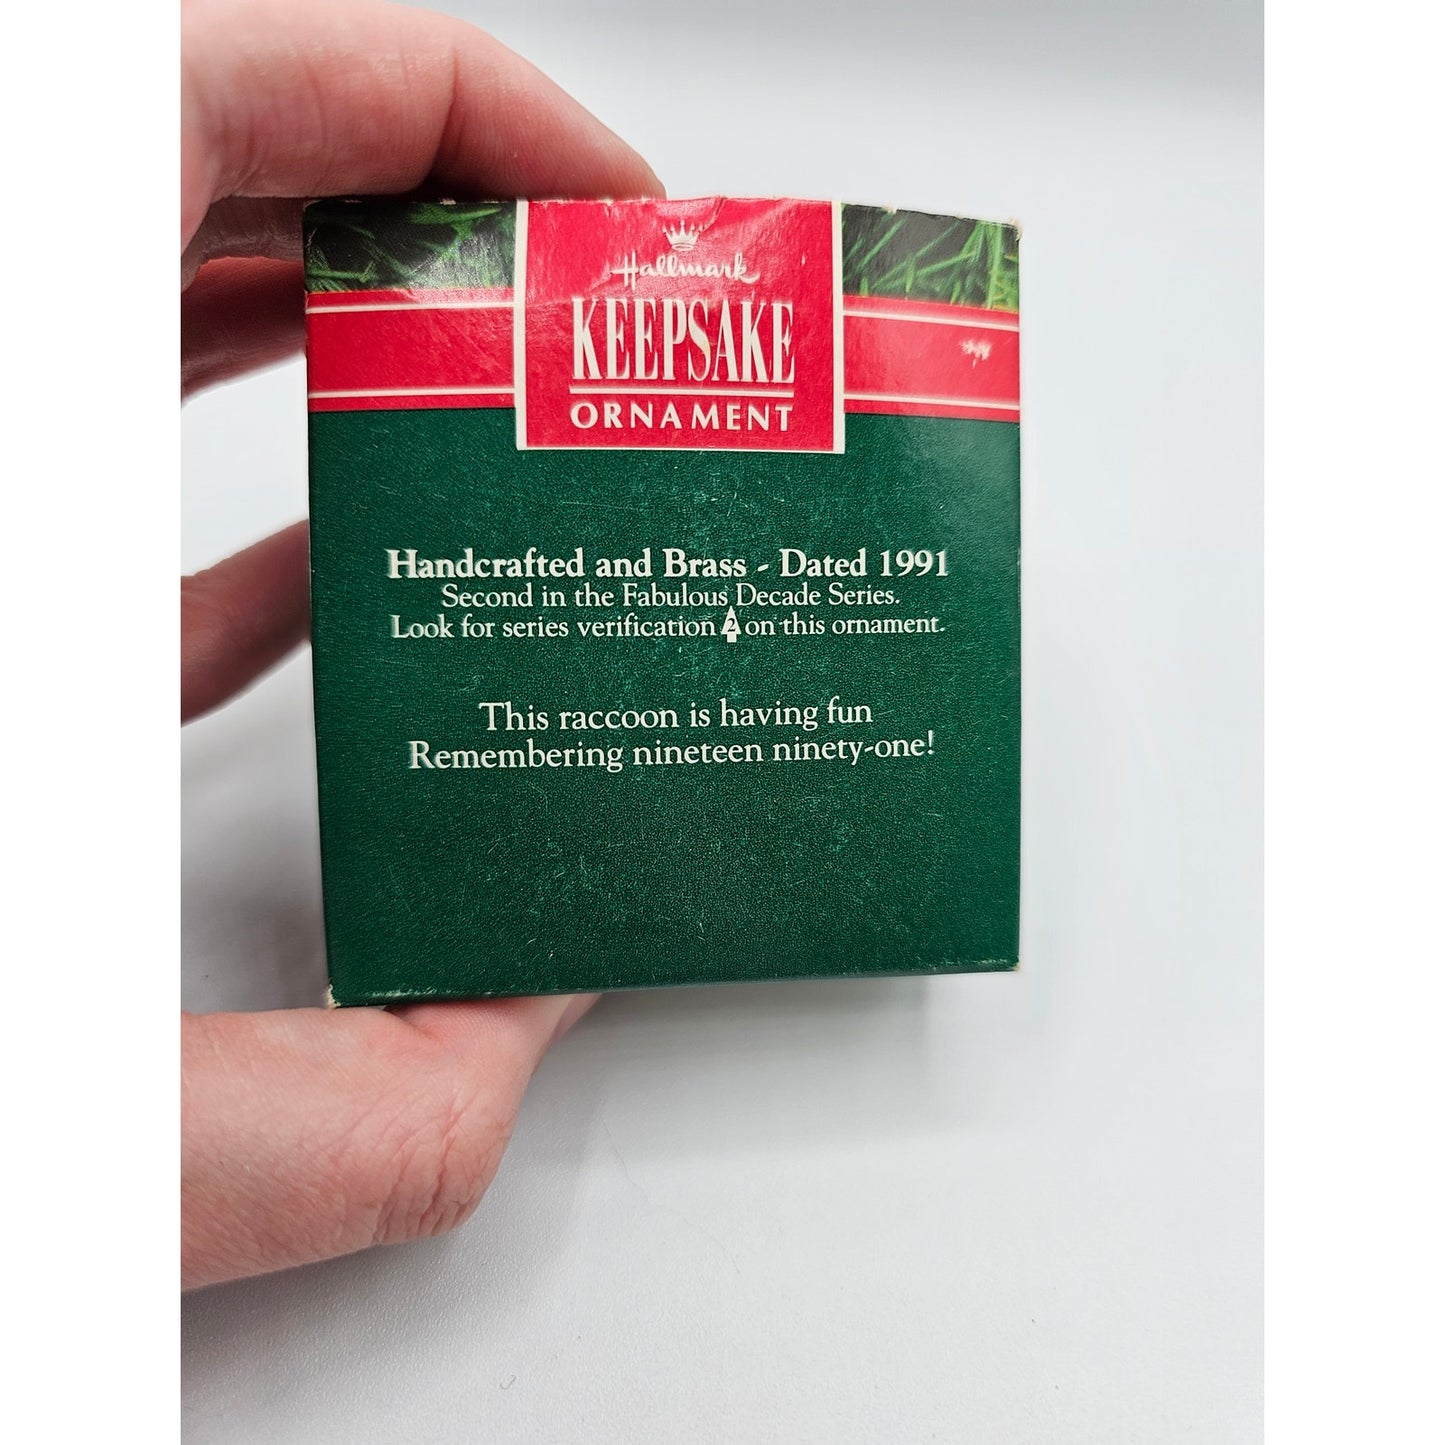 Hallmark
KEEPSAKE
ORNAMENT
Handcrafted and Brass - Dated 1991
Second in the Fabulous Decade Series.
Look for series verification 2 on this ornament.
This raccoon is having fun
Remembering nineteen ninety-one!